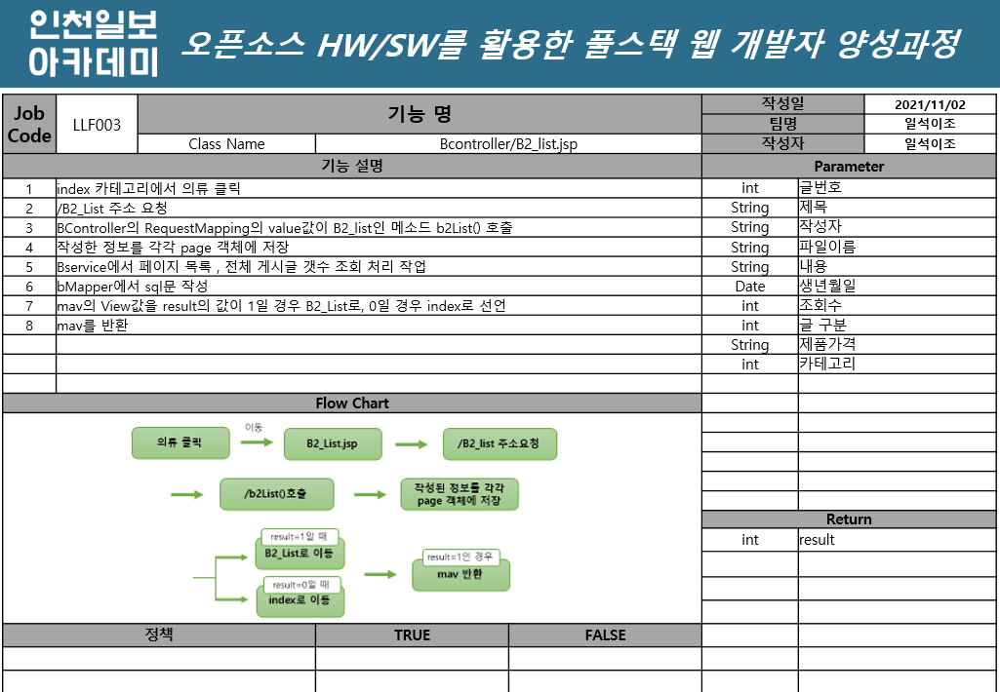 인천일보
아카데미
오픈소스 HW/SW를 활용한 풀스택 웹 개발자 양성과정
Job
Code
LLF003
기능 명
작성일
2021/11/02
팀명
일석이조
Class Name
Bcontroller/B2_list.jsp
작성자
일석이조
기능 설명
Parameter
1 index 카테고리에서 의류 클릭
int 글번호
2 /B2_List 주소 요청
String 제목
3 BController의 RequestMapping의 value값이 B2_list인 메소드 b2List() 호출
String 작성자
4 작성한 정보를 각각 page 객체에 저장
String 파일이름
5 Bservice에서 페이지 목록 , 전체 게시글 갯수 조회 처리 작업
String 내용
6 bMapper에서 sql문 작성
Date 생년월일
7 mav의 View값을 result의 값이 1일 경우 B2_List로, 0일 경우 index로 선언
int 조회수
8 mav를 반환
int 글 구분
String 제품가격
int 카테고리
Flow Chart
의류 클릭
이동
B2_List.jsp
/B2_list 주소요청
/b2List()호출
작성된 정보를 각각
page 객체에 저장
result=1일 때
B2_List로 이동
result=0일 때
index로 이동
result=1인 경우
mav 반환
Return
int result
정책
TRUE
FALSE